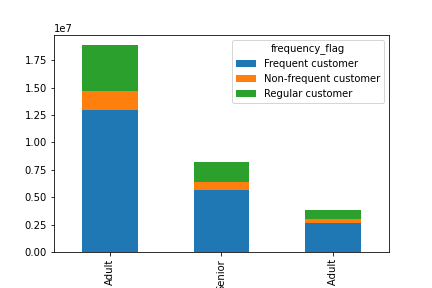 1e7
frequency_flag
Frequent customer
Non-frequent customer
Regular customer
1.75
1.50
1.25
1.00
0.75
0.50
0.25
0.00
Adult
Adult